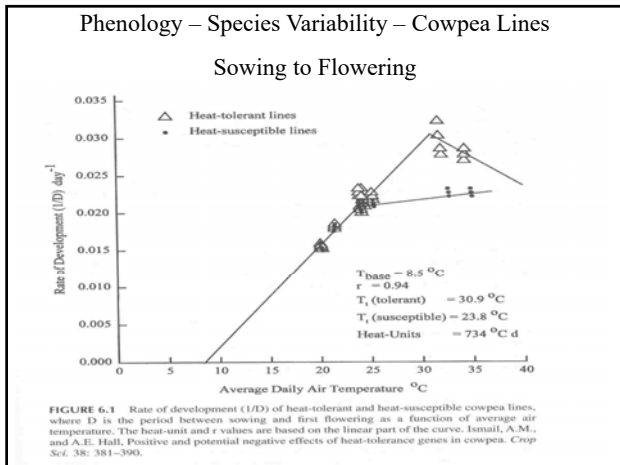 Phenology – Species Variability – Cowpea Lines
Sowing to Flowering
0.035
0.030
0.025
0.020
0.015
0.010
0.005
0.000
Rate of Development (1/D) day-1
△ Heat-tolerant lines
Heat-susceptible lines
Tbase = 8.5 °C
r = 0.94
Tt (tolerant) = 30.9 °C
Tt (susceptible) = 23.8 °C
Heat-Units = 734 °C d
0 5 10 15 20 25 30 35 40
Average Daily Air Temperature °C
FIGURE 6.1 Rate of development (1/D) of heat-tolerant and heat-susceptible cowpea lines,
where D is the period between sowing and first flowering as a function of average air
temperature. The heat-unit and r values are based on the linear part of the curve. Ismail, A.M.,
and A.E. Hall, Positive and potential negative effects of heat-tolerance genes in cowpea. Crop
Sci. 38: 381–390.